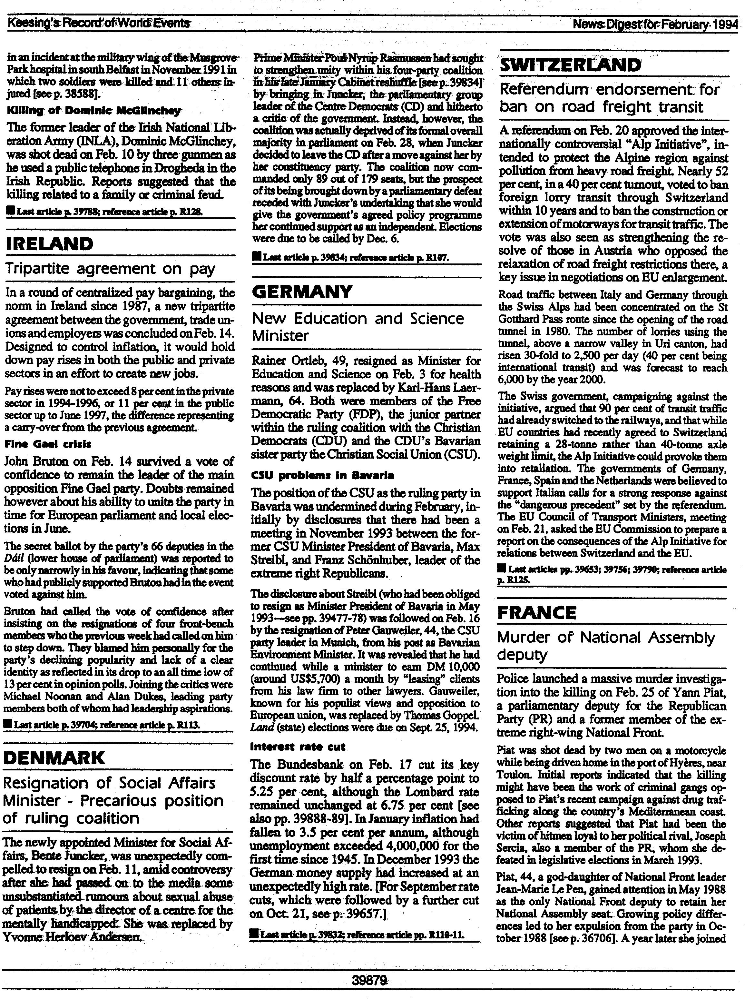 Keesing's Record of World Events
News Digest for February 1994
in an incident at the military wing of the Musgrove
Park hospital in south Belfast in November 1991 in
which two soldiers were killed and 11 others in-
jured [see p. 38588].
Killing of Dominic McGlinchey
The former leader of the Irish National Lib-
eration Army (INLA), Dominic McGlinchey,
was shot dead on Feb. 10 by three gunmen as
he used a public telephone in Drogheda in the
Irish Republic. Reports suggested that the
killing related to a family or criminal feud.
■ Last article p. 39788; reference article p. R128.
IRELAND
Tripartite agreement on pay
In a round of centralized pay bargaining, the
norm in Ireland since 1987, a new tripartite
agreement between the government, trade un-
ions and employers was concluded on Feb. 14.
Designed to control inflation, it would hold
down pay rises in both the public and private
sectors in an effort to create new jobs.
Pay rises were not to exceed 8 per cent in the private
sector in 1994-1996, or 11 per cent in the public
sector up to June 1997, the difference representing
a carry-over from the previous agreement.
Fine Gael crisis
John Bruton on Feb. 14 survived a vote of
confidence to remain the leader of the main
opposition Fine Gael party. Doubts remained
however about his ability to unite the party in
time for European parliament and local elec-
tions in June.
The secret ballot by the party's 66 deputies in the
Dáil (lower house of parliament) was reported to
be only narrowly in his favour, indicating that some
who had publicly supported Bruton had in the event
voted against him.
Bruton had called the vote of confidence after
insisting on the resignations of four front-bench
members who the previous week had called on him
to step down. They blamed him personally for the
party's declining popularity and lack of a clear
identity as reflected in its drop to an all time low of
13 per cent in opinion polls. Joining the critics were
Michael Noonan and Alan Dukes, leading party
members both of whom had leadership aspirations.
■ Last article p. 39704; reference article p. R113.
DENMARK
Resignation of Social Affairs
Minister - Precarious position
of ruling coalition
The newly appointed Minister for Social Af-
fairs, Bente Juncker, was unexpectedly com-
pelled to resign on Feb. 11, amid controversy
after she had passed on to the media some
unsubstantiated rumours about sexual abuse
of patients by the director of a centre for the
mentally handicapped. She was replaced by
Yvonne Herloev Andersen.
Prime Minister Poul Nyrup Rasmussen had sought
to strengthen unity within his four-party coalition
in his late January Cabinet reshuffle [see p. 39834]
by bringing in Juncker, the parliamentary group
leader of the Centre Democrats (CD) and hitherto
a critic of the government. Instead, however, the
coalition was actually deprived of its formal overall
majority in parliament on Feb. 28, when Juncker
decided to leave the CD after a move against her by
her constituency party. The coalition now com-
manded only 89 out of 179 seats, but the prospect
of its being brought down by a parliamentary defeat
receded with Juncker's undertaking that she would
give the government's agreed policy programme
her continued support as an independent. Elections
were due to be called by Dec. 6.
■ Last article p. 39834; reference article p. R107.
GERMANY
New Education and Science
Minister
Rainer Ortleb, 49, resigned as Minister for
Education and Science on Feb. 3 for health
reasons and was replaced by Karl-Hans Laer-
mann, 64. Both were members of the Free
Democratic Party (FDP), the junior partner
within the ruling coalition with the Christian
Democrats (CDU) and the CDU's Bavarian
sister party the Christian Social Union (CSU).
CSU problems in Bavaria
The position of the CSU as the ruling party in
Bavaria was undermined during February, in-
itially by disclosures that there had been a
meeting in November 1993 between the for-
mer CSU Minister President of Bavaria, Max
Streibl, and Franz Schönhuber, leader of the
extreme right Republicans.
The disclosure about Streibl (who had been obliged
to resign as Minister President of Bavaria in May
1993—see pp. 39477-78) was followed on Feb. 16
by the resignation of Peter Gauweiler, 44, the CSU
party leader in Munich, from his post as Bavarian
Environment Minister. It was revealed that he had
continued while a minister to earn DM 10,000
(around US$5,700) a month by "leasing" clients
from his law firm to other lawyers. Gauweiler,
known for his populist views and opposition to
European union, was replaced by Thomas Goppel.
Land (state) elections were due on Sept. 25, 1994.
Interest rate cut
The Bundesbank on Feb. 17 cut its key
discount rate by half a percentage point to
5.25 per cent, although the Lombard rate
remained unchanged at 6.75 per cent [see
also pp. 39888-89]. In January inflation had
fallen to 3.5 per cent per annum, although
unemployment exceeded 4,000,000 for the
first time since 1945. In December 1993 the
German money supply had increased at an
unexpectedly high rate. [For September rate
cuts, which were followed by a further cut
on Oct. 21, see p. 39657.]
■ Last article p. 39832; reference article pp. R110-11.
SWITZERLAND
Referendum endorsement for
ban on road freight transit
A referendum on Feb. 20 approved the inter-
nationally controversial "Alp Initiative", in-
tended to protect the Alpine region against
pollution from heavy road freight. Nearly 52
per cent, in a 40 per cent turnout, voted to ban
foreign lorry transit through Switzerland
within 10 years and to ban the construction or
extension of motorways for transit traffic. The
vote was also seen as strengthening the re-
solve of those in Austria who opposed the
relaxation of road freight restrictions there, a
key issue in negotiations on EU enlargement.
Road traffic between Italy and Germany through
the Swiss Alps had been concentrated on the St
Gotthard Pass route since the opening of the road
tunnel in 1980. The number of lorries using the
tunnel, above a narrow valley in Uri canton, had
risen 30-fold to 2,500 per day (40 per cent being
international transit) and was forecast to reach
6,000 by the year 2000.
The Swiss government, campaigning against the
initiative, argued that 90 per cent of transit traffic
had already switched to the railways, and that while
EU countries had recently agreed to Switzerland
retaining a 28-tonne rather than 40-tonne axle
weight limit, the Alp Initiative could provoke them
into retaliation. The governments of Germany,
France, Spain and the Netherlands were believed to
support Italian calls for a strong response against
the "dangerous precedent" set by the referendum.
The EU Council of Transport Ministers, meeting
on Feb. 21, asked the EU Commission to prepare a
report on the consequences of the Alp Initiative for
relations between Switzerland and the EU.
■ Last articles pp. 39653; 39756; 39790; reference article
p. R125.
FRANCE
Murder of National Assembly
deputy
Police launched a massive murder investiga-
tion into the killing on Feb. 25 of Yann Piat,
a parliamentary deputy for the Republican
Party (PR) and a former member of the ex-
treme right-wing National Front.
Piat was shot dead by two men on a motorcycle
while being driven home in the port of Hyères, near
Toulon. Initial reports indicated that the killing
might have been the work of criminal gangs op-
posed to Piat's recent campaign against drug traf-
ficking along the country's Mediterranean coast.
Other reports suggested that Piat had been the
victim of hitmen loyal to her political rival, Joseph
Sercia, also a member of the PR, whom she de-
feated in legislative elections in March 1993.
Piat, 44, a god-daughter of National Front leader
Jean-Marie Le Pen, gained attention in May 1988
as the only National Front deputy to retain her
National Assembly seat. Growing policy differ-
ences led to her expulsion from the party in Oc-
tober 1988 [see p. 36706]. A year later she joined
39879